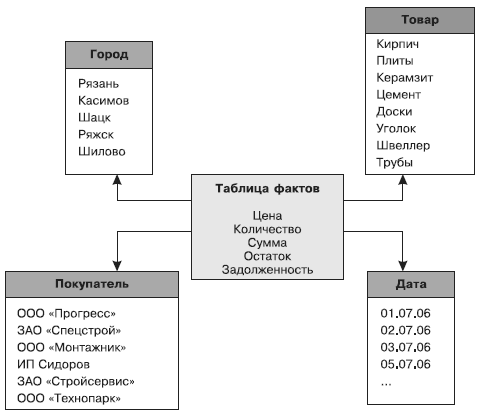 Город
Рязань
Касимов
Шацк
Ряжск
Шилово
Товар
Кирпич
Плиты
Керамзит
Цемент
Доски
Уголок
Швеллер
Трубы
Таблица фактов
Цена
Количество
Сумма
Остаток
Задолженность
Покупатель
ООО «Прогресс»
ЗАО «Спецстрой»
ООО «Монтажник»
ИП Сидоров
ЗАО «Стройсервис»
ООО «Технопарк»
Дата
01.07.06
02.07.06
03.07.06
05.07.06
...